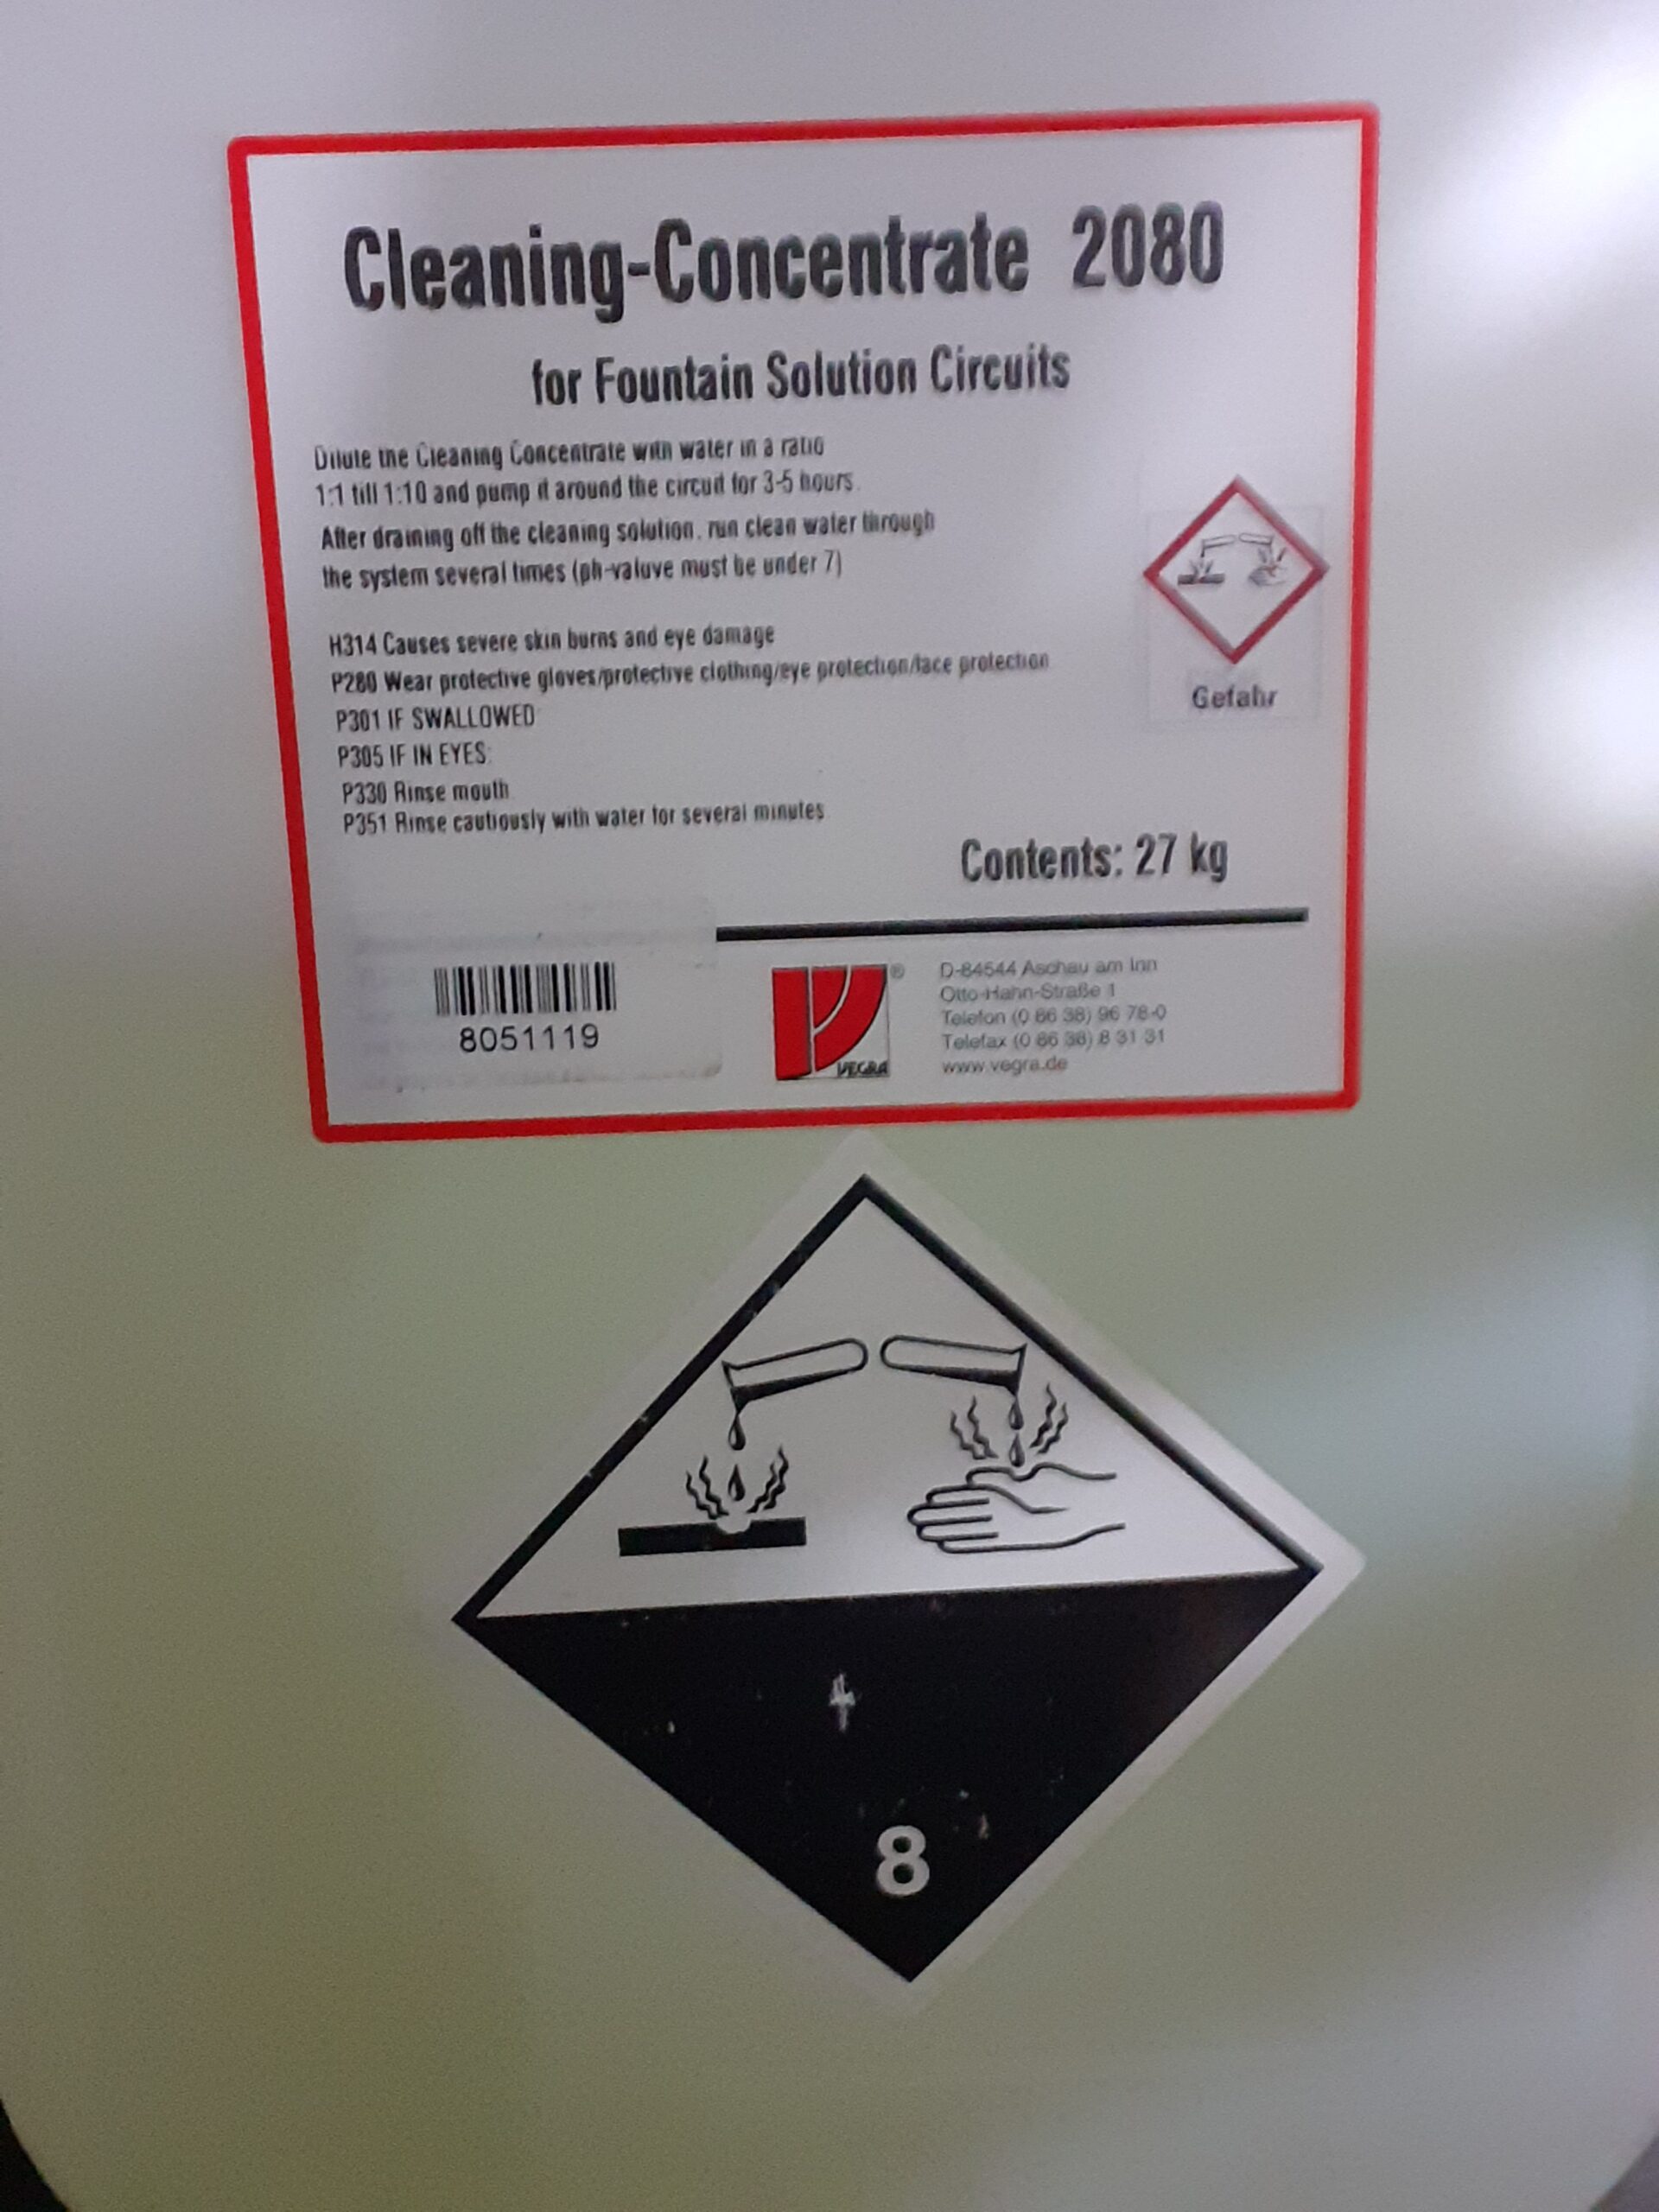 Cleaning-Concentrate 2080
for Fountain Solution Circuits
Dilute the Cleaning Concentrate with water in a ratio
1:1 till 1:10 and pump it around the circuit for 3-5 hours.
After draining off the cleaning solution, run clean water through
the system several times (ph-valuve must be under 7)
H314 Causes severe skin burns and eye damage
P280 Wear protective gloves/protective clothing/eye protection/face protection
P301 IF SWALLOWED
P305 IF IN EYES:
P330 Rinse mouth
P351 Rinse cautiously with water for several minutes
Gefahr
Contents: 27 kg
8051119
VEGRA
®
D-84544 Aschau am Inn
Otto-Hahn-Straße 1
Telefon (0 86 38) 96 78-0
Telefax (0 86 38) 8 31 31
www.vegra.de
8